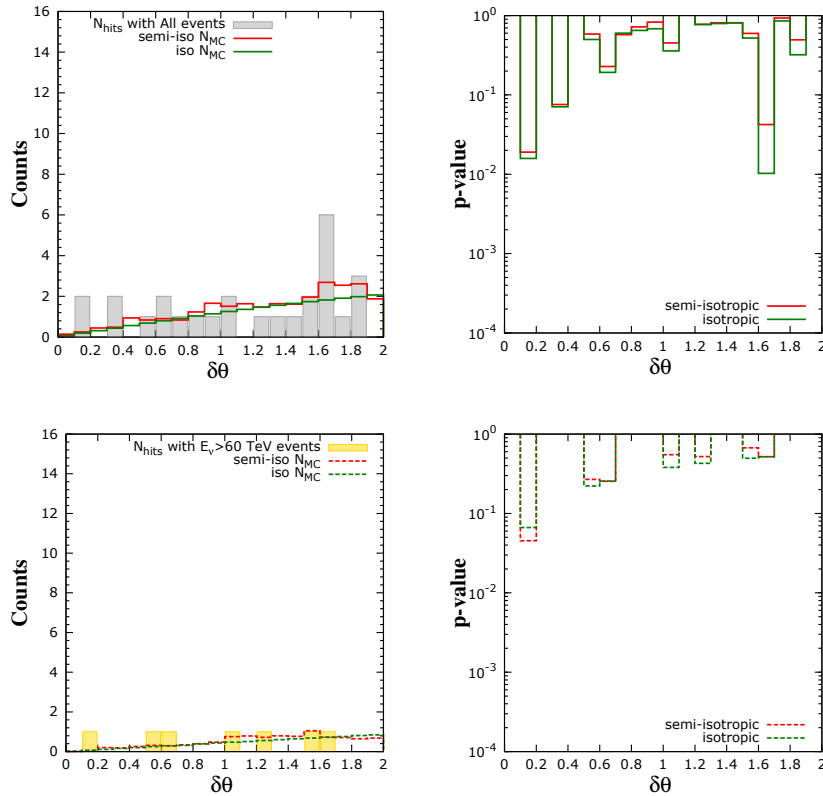 16
14
12
10
8
6
4
2
0
Counts
N_hits with All events
semi-iso N_MC
iso N_MC
0 0.2 0.4 0.6 0.8 1 1.2 1.4 1.6 1.8 2
δθ
10^0
10^-1
10^-2
10^-3
10^-4
p-value
semi-isotropic
isotropic
0 0.2 0.4 0.6 0.8 1 1.2 1.4 1.6 1.8 2
δθ
16
14
12
10
8
6
4
2
0
Counts
N_hits with E_ν>60 TeV events
semi-iso N_MC
iso N_MC
0 0.2 0.4 0.6 0.8 1 1.2 1.4 1.6 1.8 2
δθ
10^0
10^-1
10^-2
10^-3
10^-4
p-value
semi-isotropic
isotropic
0 0.2 0.4 0.6 0.8 1 1.2 1.4 1.6 1.8 2
δθ